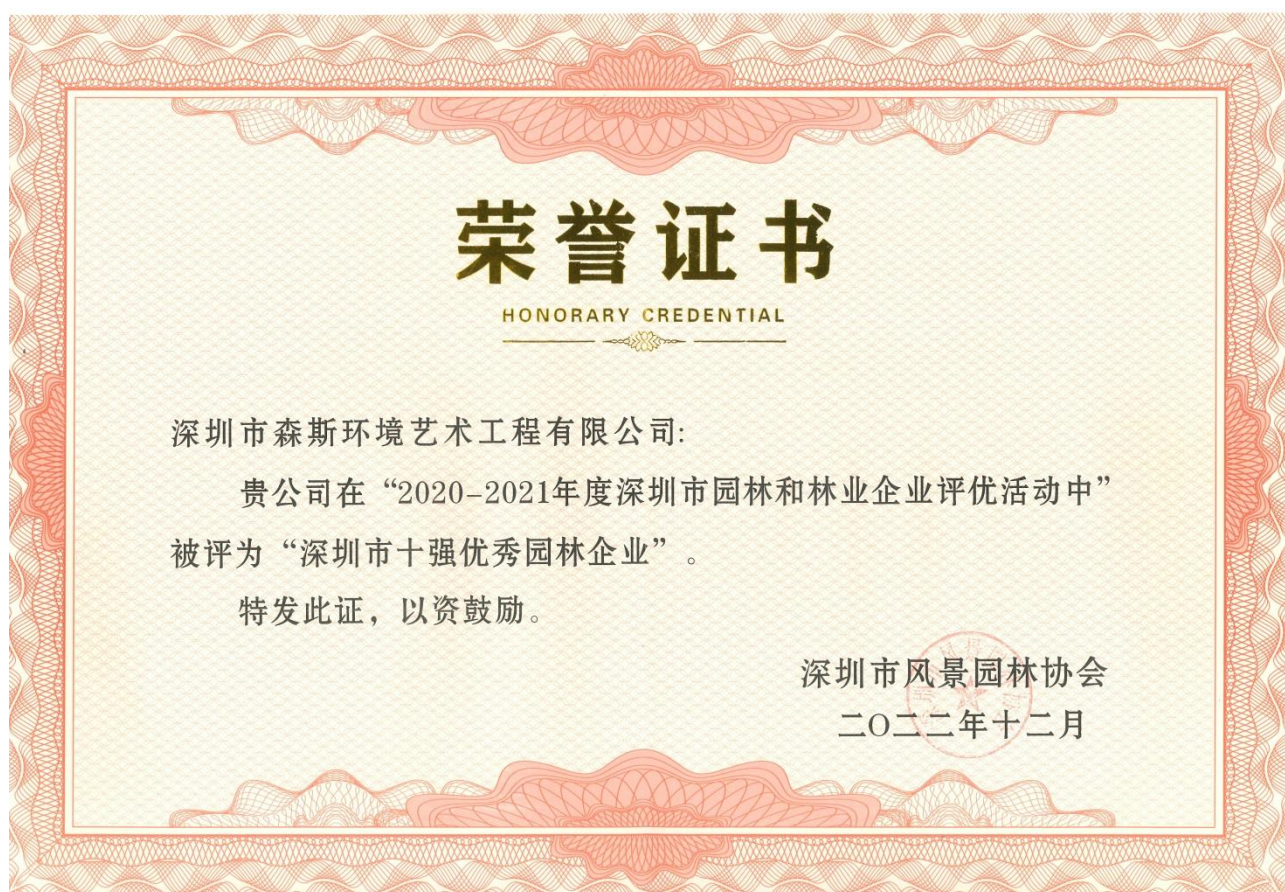 荣誉证书
HONORARY CREDENTIAL
深圳市森斯环境艺术工程有限公司:
贵公司在“2020-2021年度深圳市园林和林业企业评优活动中”
被评为“深圳市十强优秀园林企业”。
特发此证，以资鼓励。
深圳市风景园林协会
二〇二二年十二月